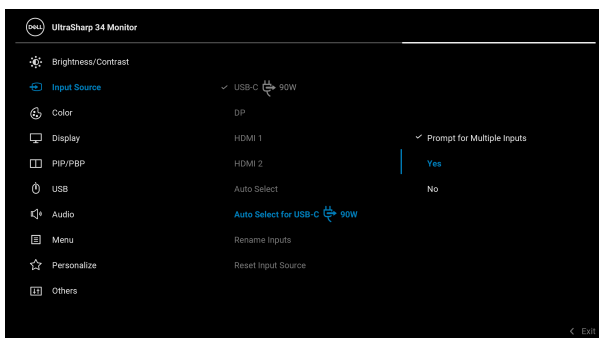 DELL UltraSharp 34 Monitor
Brightness/Contrast
Input Source
Color
Display
PIP/PBP
USB
Audio
Menu
Personalize
Others
USB-C 90W
DP
HDMI 1
HDMI 2
Auto Select
Auto Select for USB-C 90W
Rename Inputs
Reset Input Source
Prompt for Multiple Inputs
Yes
No
Exit